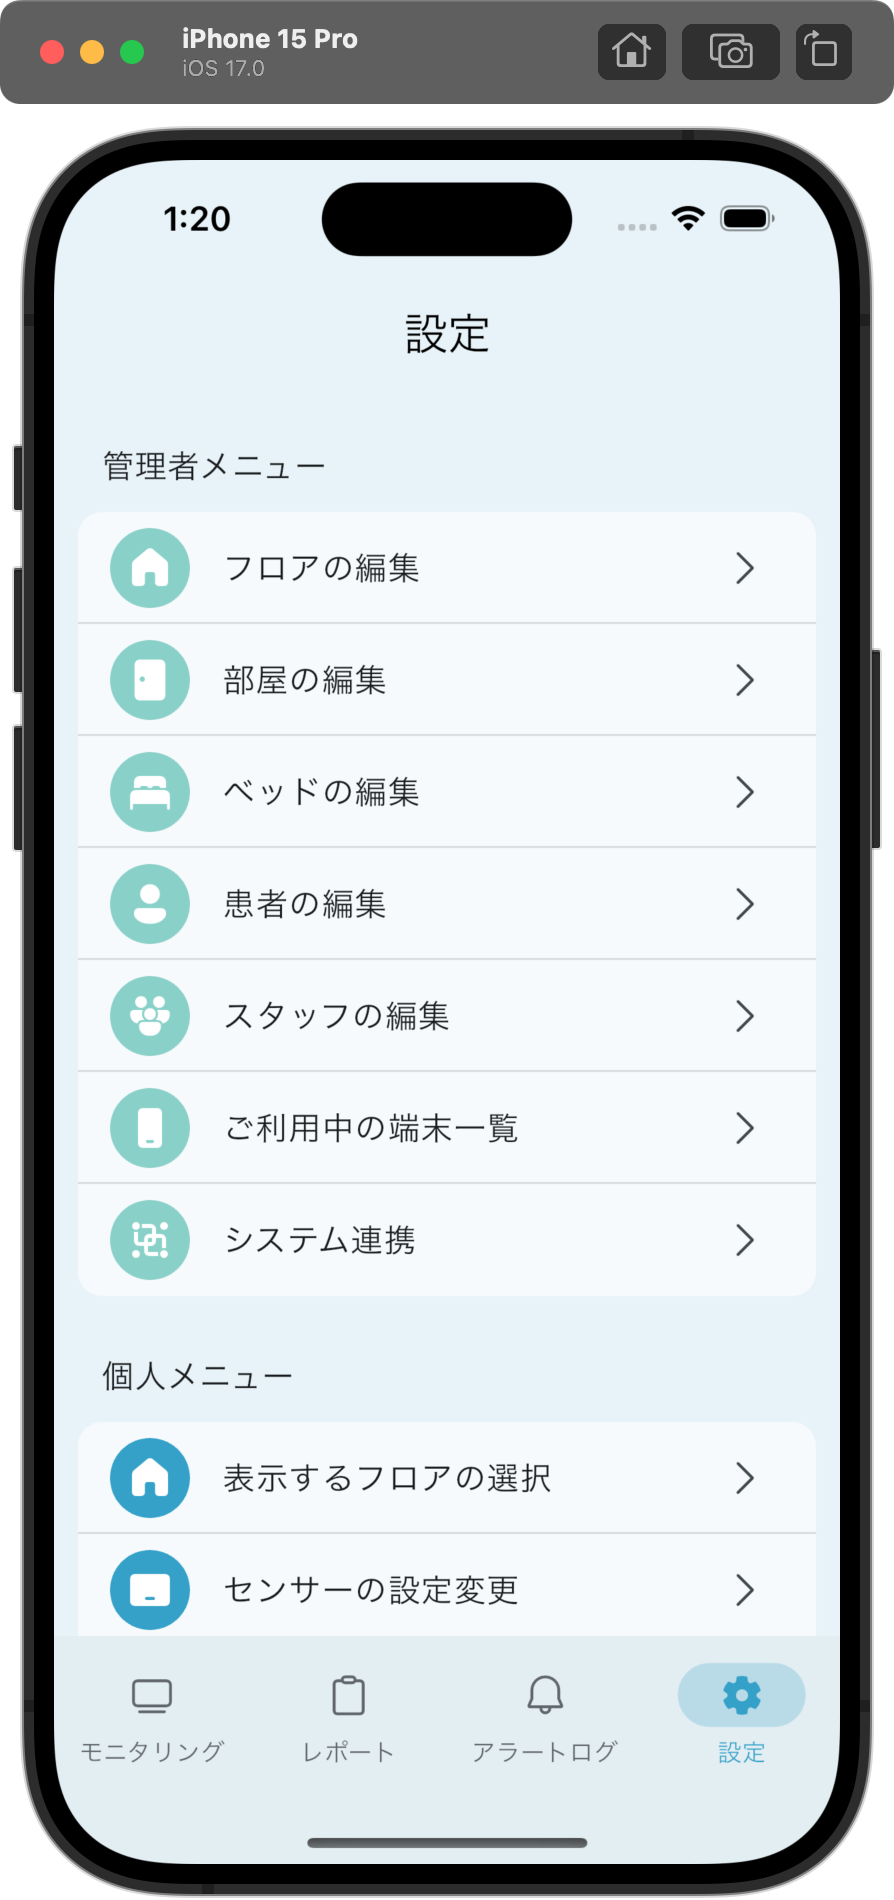 iPhone 15 Pro
iOS 17.0
1:20
設定
管理者メニュー
フロアの編集
部屋の編集
ベッドの編集
患者の編集
スタッフの編集
ご利用中の端末一覧
システム連携
個人メニュー
表示するフロアの選択
センサーの設定変更
モニタリング
レポート
アラートログ
設定